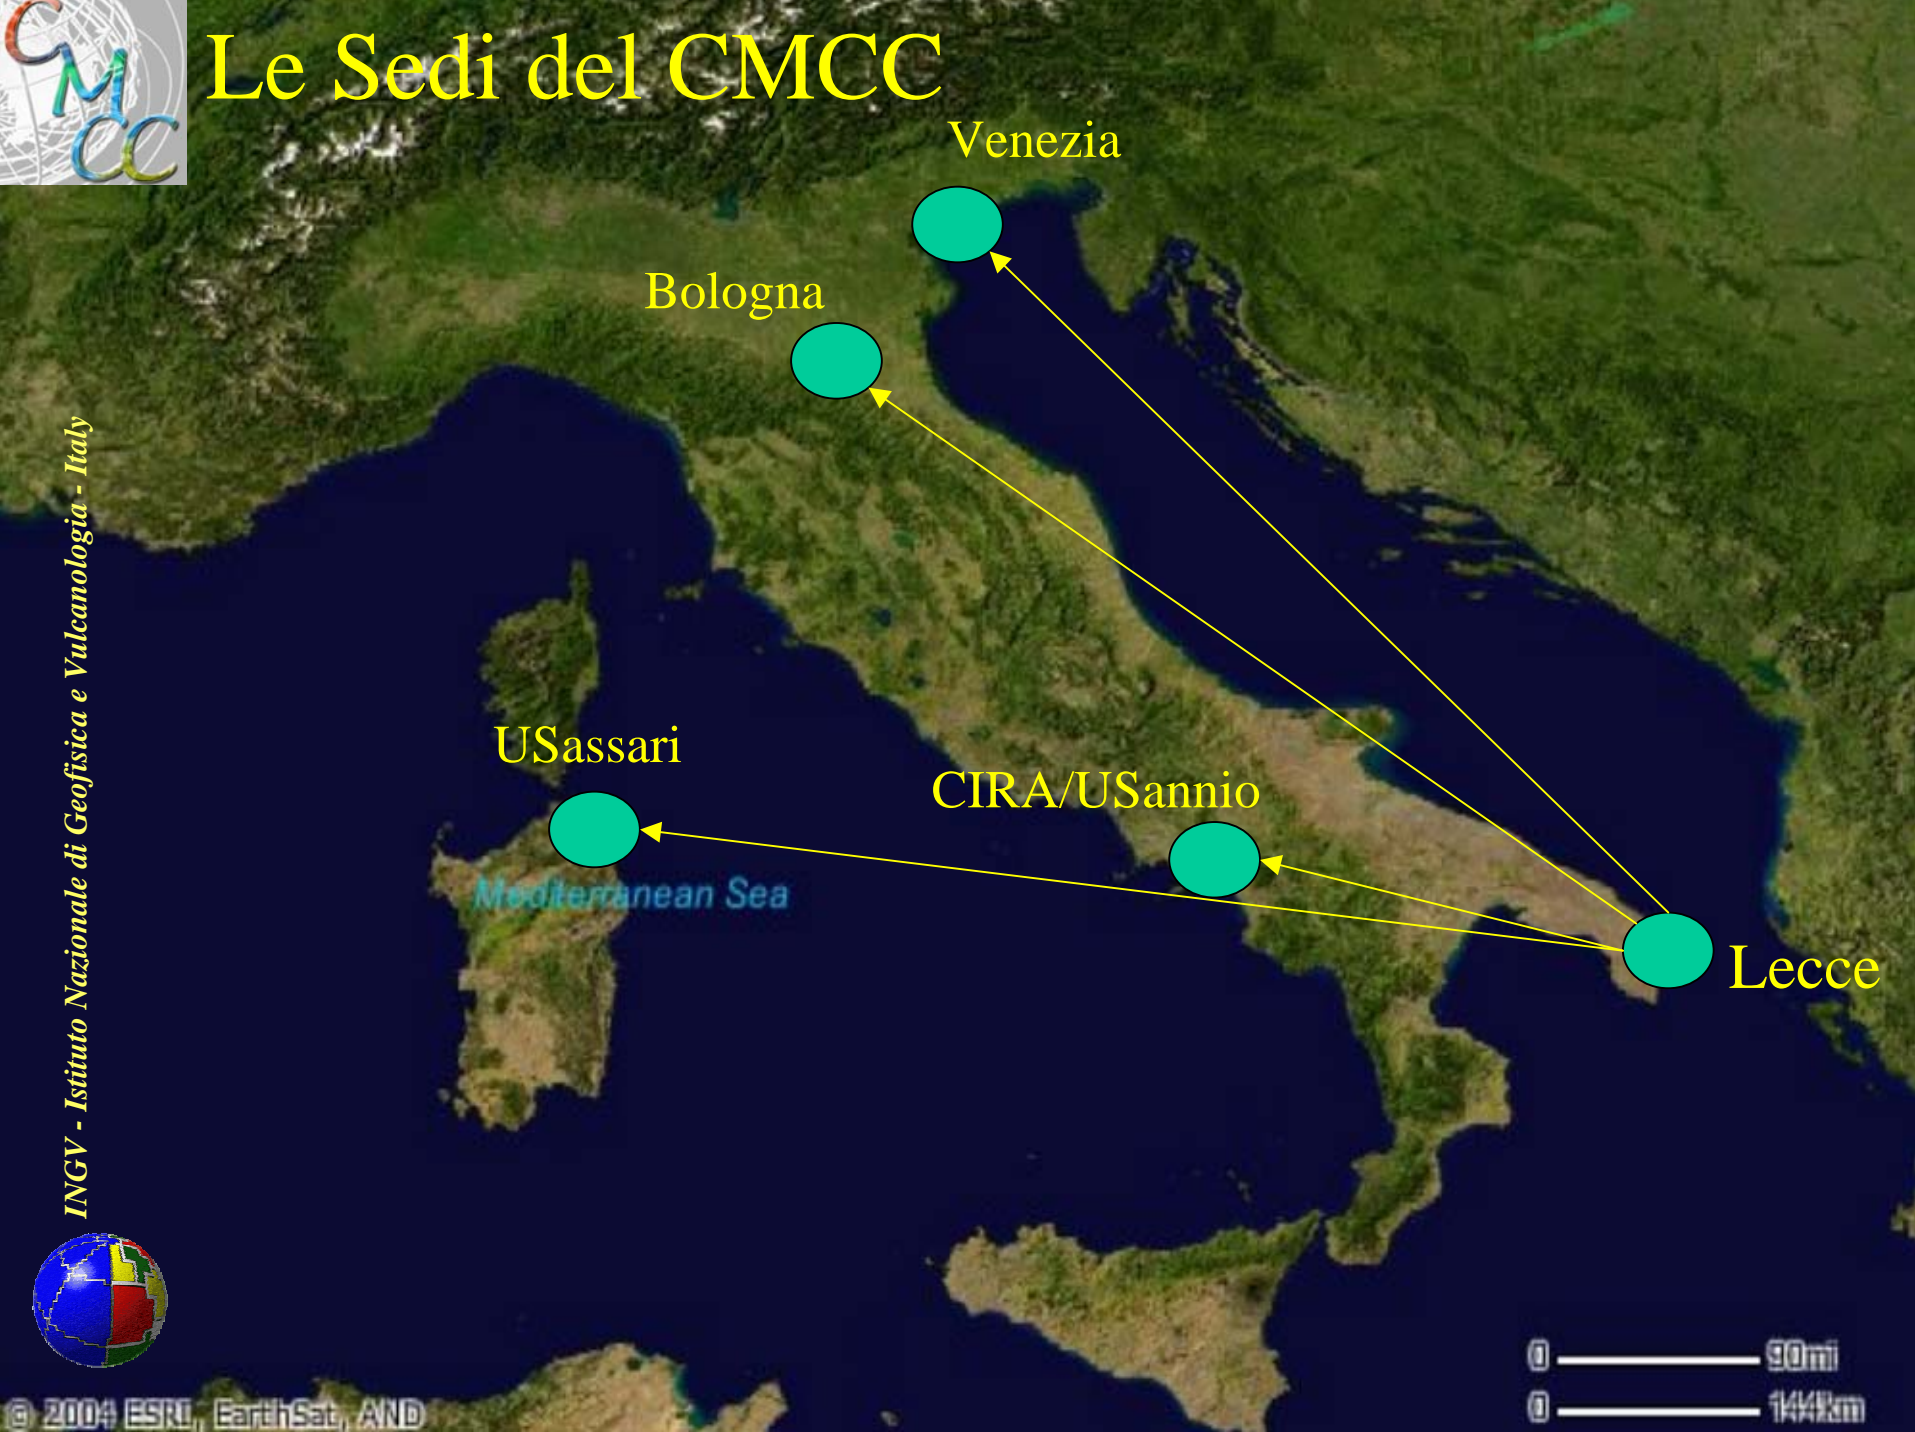 CMCC
Le Sedi del CMCC
Venezia
Bologna
INGV - Istituto Nazionale di Geofisica e Vulcanologia - Italy
USassari
CIRA/USannio
Mediterranean Sea
Lecce
0 90mi
0 144km
© 2004 ESRI, EarthSat, AND